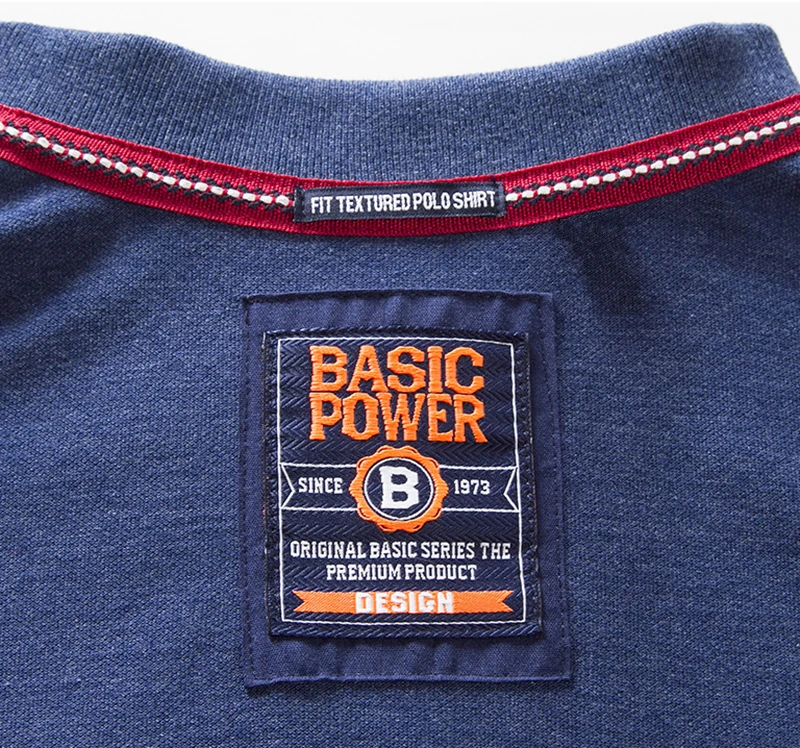 FIT TEXTURED POLO SHIRT
BASIC
POWER
SINCE B 1973
ORIGINAL BASIC SERIES THE
PREMIUM PRODUCT
DESIGN